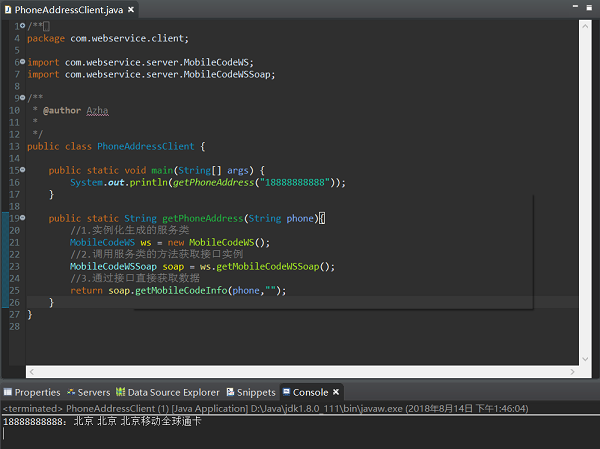 PhoneAddressClient.java
1 /**
4 package com.webservice.client;
5
6 import com.webservice.server.MobileCodeWS;
7 import com.webservice.server.MobileCodeWSSoap;
8
9 /**
10 * @author Azha
11 *
12 */
13 public class PhoneAddressClient {
14
15 public static void main(String[] args) {
16 System.out.println(getPhoneAddress("18888888888"));
17 }
18
19 public static String getPhoneAddress(String phone){
20 //1.实例化生成的服务类
21 MobileCodeWS ws = new MobileCodeWS();
22 //2.调用服务类的方法获取接口实例
23 MobileCodeWSSoap soap = ws.getMobileCodeWSSoap();
24 //3.通过接口直接获取数据
25 return soap.getMobileCodeInfo(phone,"");
26 }
27 }
28
Properties Servers Data Source Explorer Snippets Console
<terminated> PhoneAddressClient (1) [Java Application] D:\Java\jdk1.8.0_111\bin\javaw.exe (2018年8月14日 下午1:46:04)
18888888888：北京 北京 北京移动全球通卡